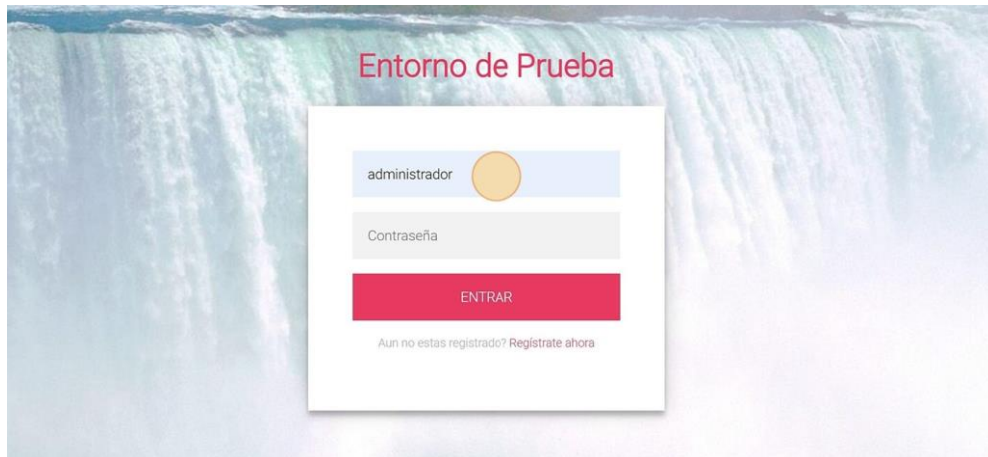 Entorno de Prueba
administrador
Contraseña
ENTRAR
Aun no estas registrado? Regístrate ahora